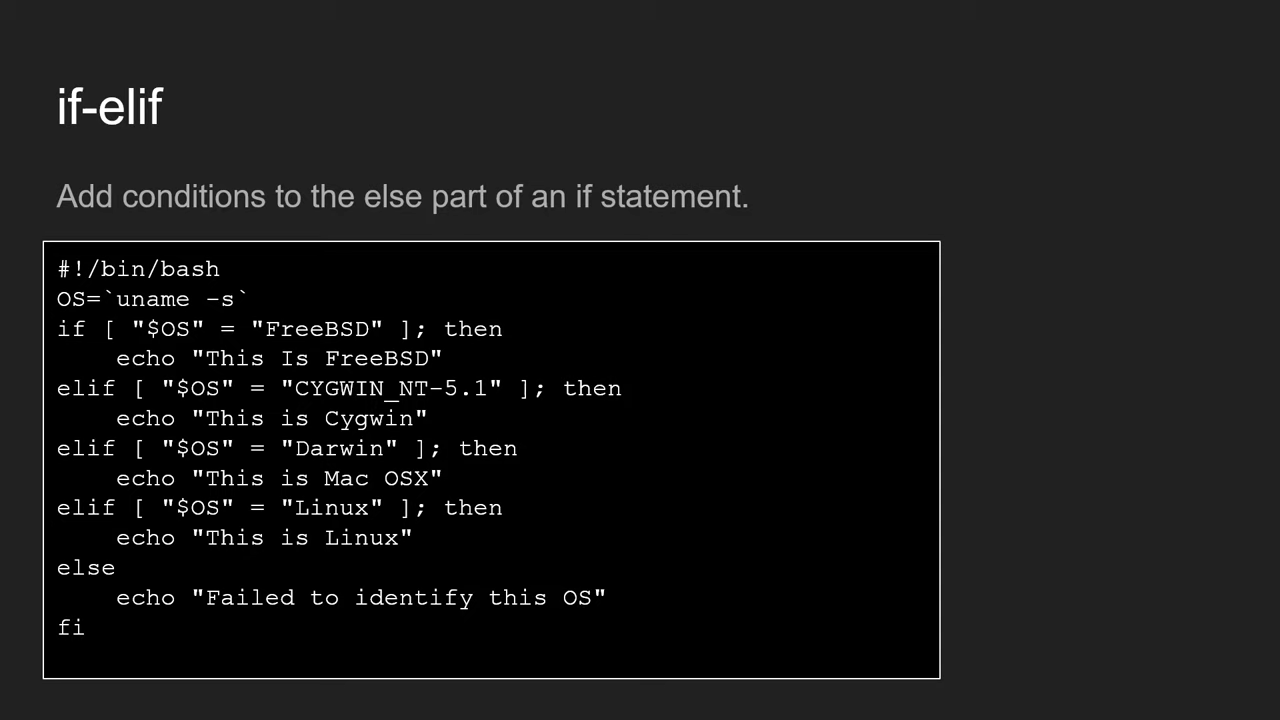 if-elif
Add conditions to the else part of an if statement.
#!/bin/bash
OS=`uname -s`
if [ "$OS" = "FreeBSD" ]; then
    echo "This Is FreeBSD"
elif [ "$OS" = "CYGWIN_NT-5.1" ]; then
    echo "This is Cygwin"
elif [ "$OS" = "Darwin" ]; then
    echo "This is Mac OSX"
elif [ "$OS" = "Linux" ]; then
    echo "This is Linux"
else
    echo "Failed to identify this OS"
fi